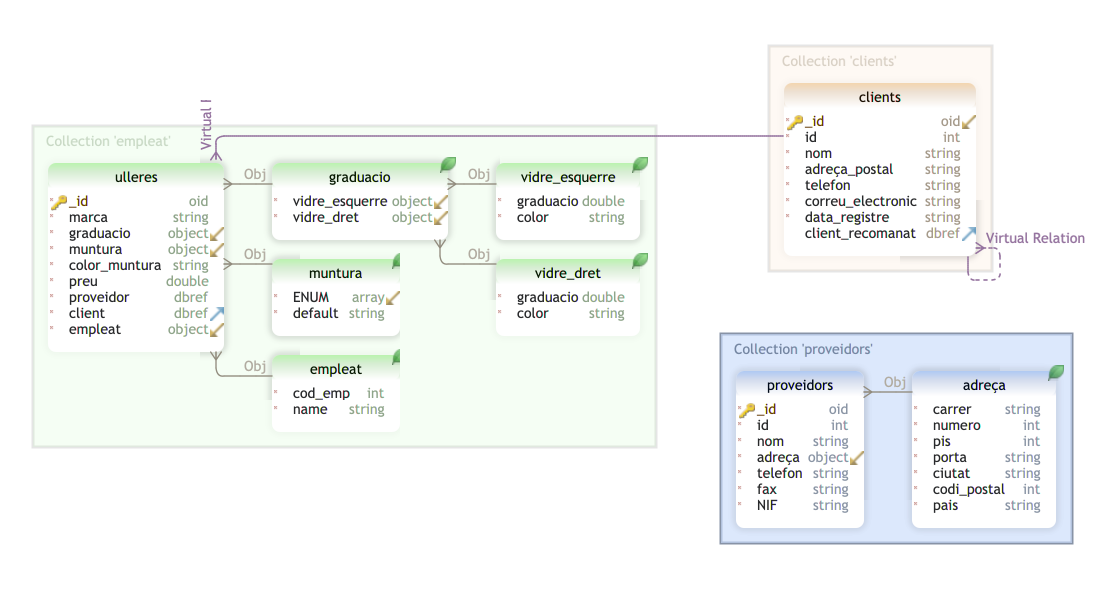 Collection 'clients'
clients
_id oid
id int
nom string
adreça_postal string
telefon string
correu_electronic string
data_registre string
client_recomanat dbref
Virtual Relation
Virtual
Collection 'empleat'
ulleres
_id oid
marca string
graduacio object
muntura object
color_muntura string
preu double
proveidor dbref
client dbref
empleat object
Obj
graduacio
vidre_esquerre object
vidre_dret object
Obj
vidre_esquerre
graduacio double
color string
Obj
muntura
ENUM array
default string
Obj
vidre_dret
graduacio double
color string
Obj
empleat
cod_emp int
name string
Collection 'proveidors'
proveidors
_id oid
id int
nom string
adreça object
telefon string
fax string
NIF string
Obj
adreça
carrer string
numero int
pis int
porta string
ciutat string
codi_postal int
pais string